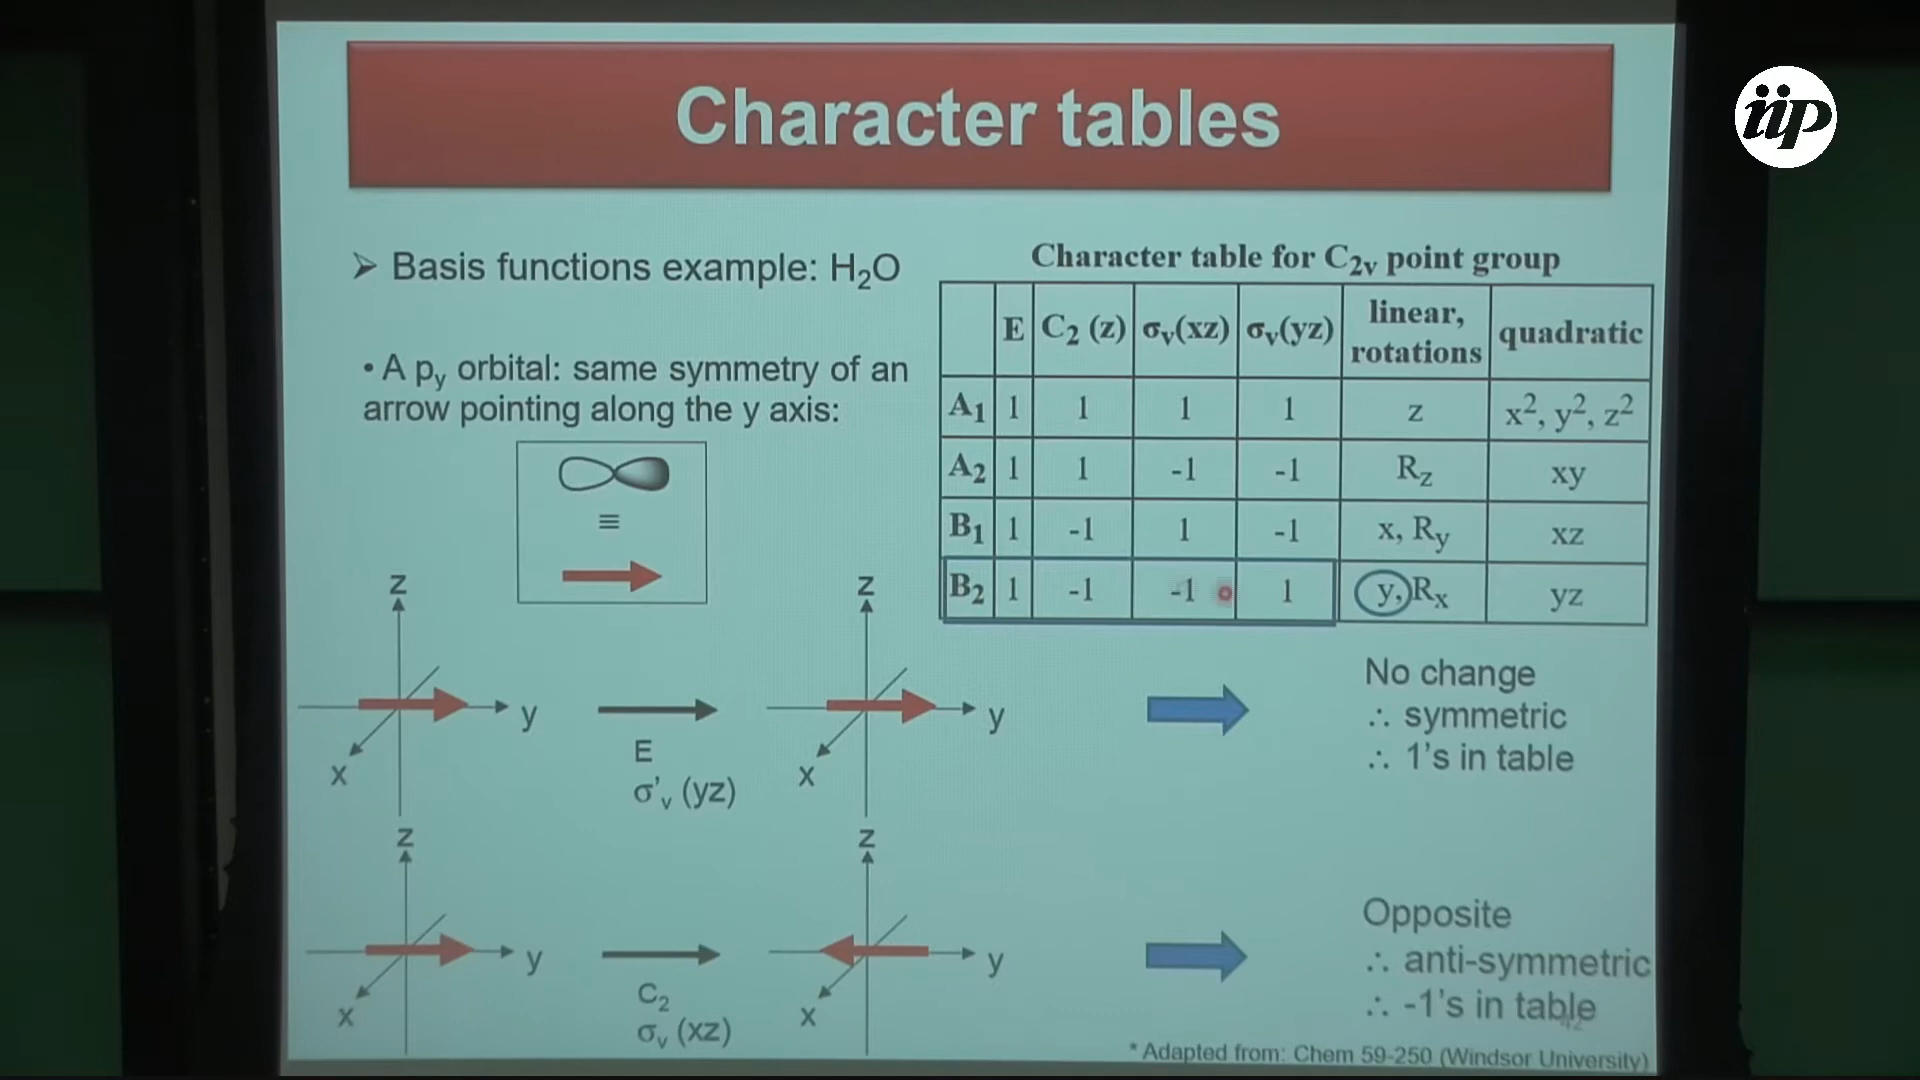 iip
Character tables
➢ Basis functions example: H₂O
• A p_y orbital: same symmetry of an
arrow pointing along the y axis:
≡
Character table for C₂ᵥ point group
E C₂ (z) σᵥ(xz) σᵥ(yz) linear, rotations quadratic
A₁ 1 1 1 1 z x², y², z²
A₂ 1 1 -1 -1 R_z xy
B₁ 1 -1 1 -1 x, R_y xz
B₂ 1 -1 -1 1 y, Rₓ yz
z
y
x
E
σ'ᵥ (yz)
z
y
x
No change
∴ symmetric
∴ 1's in table
z
y
x
C₂
σᵥ (xz)
z
y
x
Opposite
∴ anti-symmetric
∴ -1's in table
42
* Adapted from: Chem 59-250 (Windsor University)